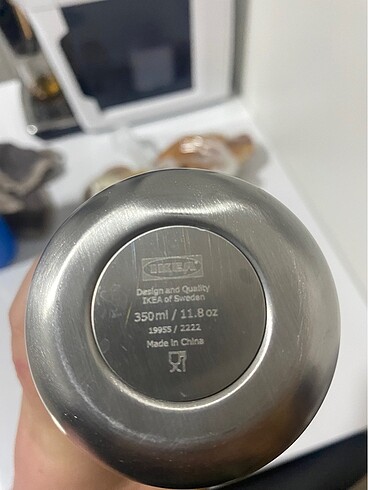 IKEA
Design and Quality
IKEA of Sweden
350ml / 11.8 oz
19955 / 2222
Made in China